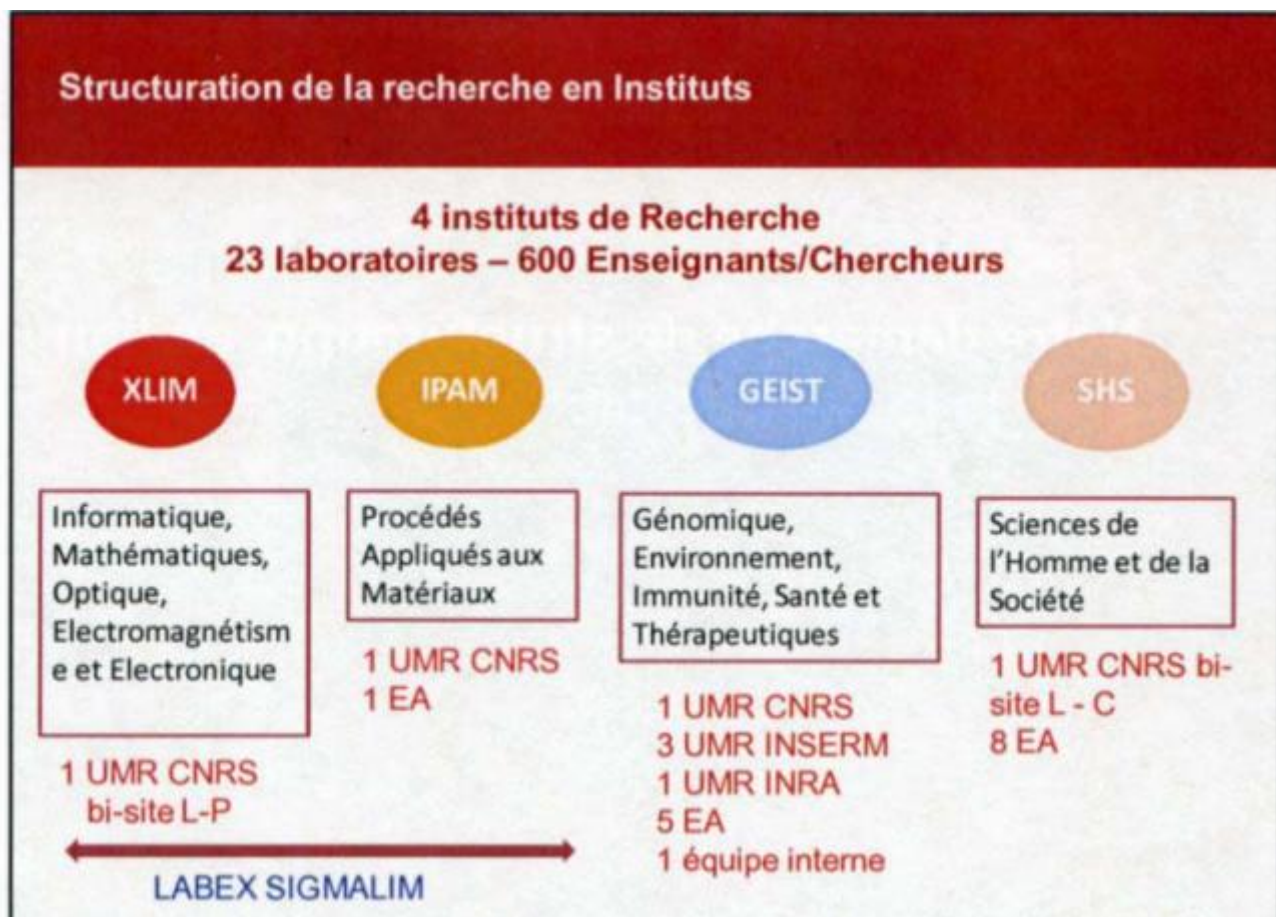 Structuration de la recherche en Instituts
4 instituts de Recherche
23 laboratoires – 600 Enseignants/Chercheurs
XLIM
IPAM
GEIST
SHS
Informatique,
Mathématiques,
Optique,
Electromagnétism
e et Electronique
1 UMR CNRS
bi-site L-P
Procédés
Appliqués aux
Matériaux
1 UMR CNRS
1 EA
Génomique,
Environnement,
Immunité, Santé et
Thérapeutiques
1 UMR CNRS
3 UMR INSERM
1 UMR INRA
5 EA
1 équipe interne
Sciences de
l'Homme et de la
Société
1 UMR CNRS bi-
site L - C
8 EA
LABEX SIGMALIM